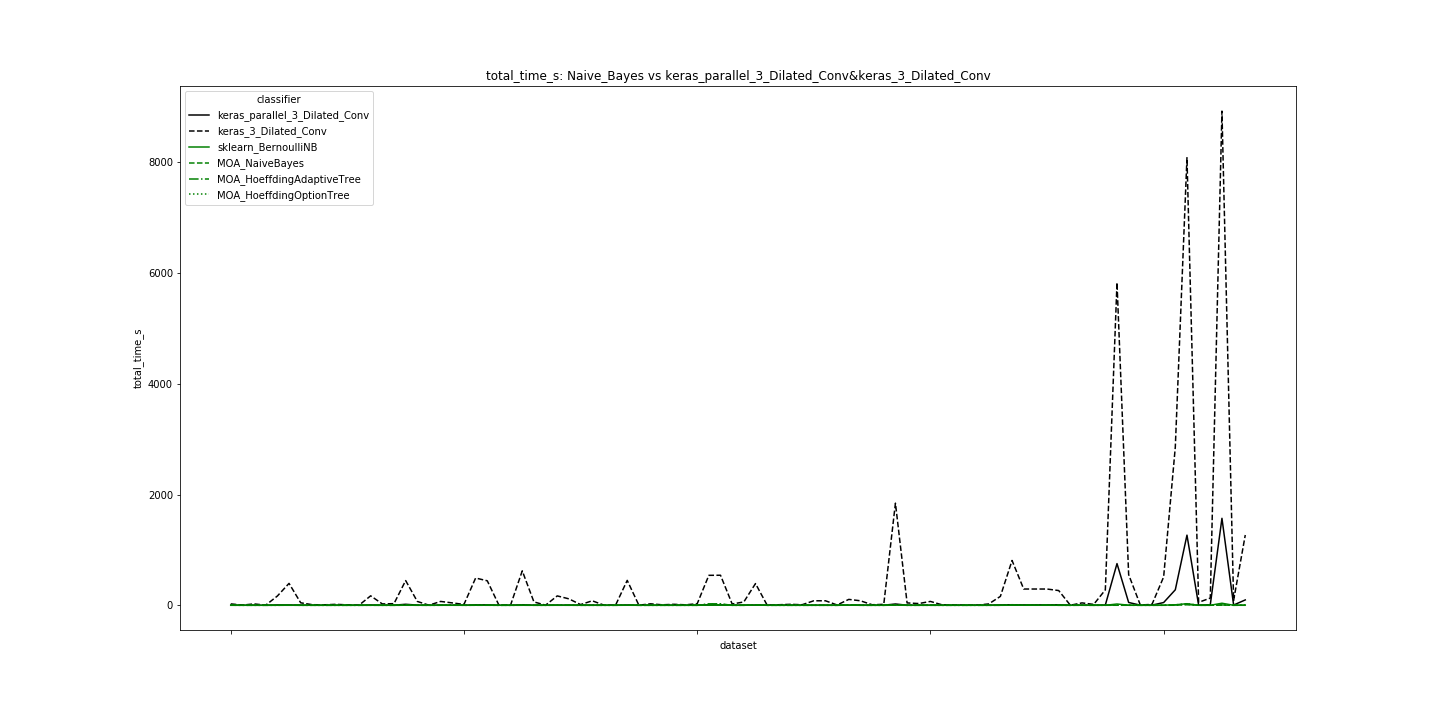 total_time_s: Naive_Bayes vs keras_parallel_3_Dilated_Conv&keras_3_Dilated_Conv
classifier
keras_parallel_3_Dilated_Conv
keras_3_Dilated_Conv
sklearn_BernoulliNB
MOA_NaiveBayes
MOA_HoeffdingAdaptiveTree
MOA_HoeffdingOptionTree
8000
6000
4000
2000
0
total_time_s
dataset